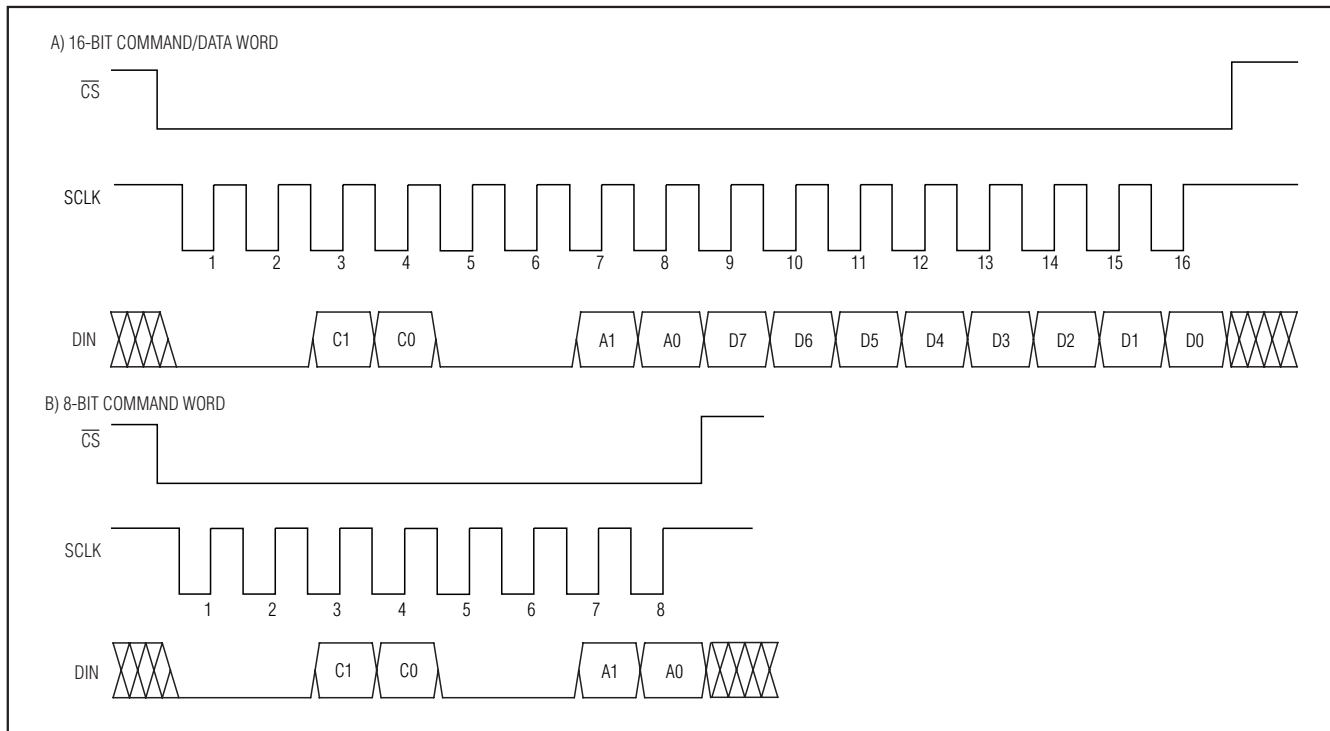 A) 16-BIT COMMAND/DATA WORD
CS
SCLK
1 2 3 4 5 6 7 8 9 10 11 12 13 14 15 16
DIN C1 C0 A1 A0 D7 D6 D5 D4 D3 D2 D1 D0
B) 8-BIT COMMAND WORD
CS
SCLK
1 2 3 4 5 6 7 8
DIN C1 C0 A1 A0